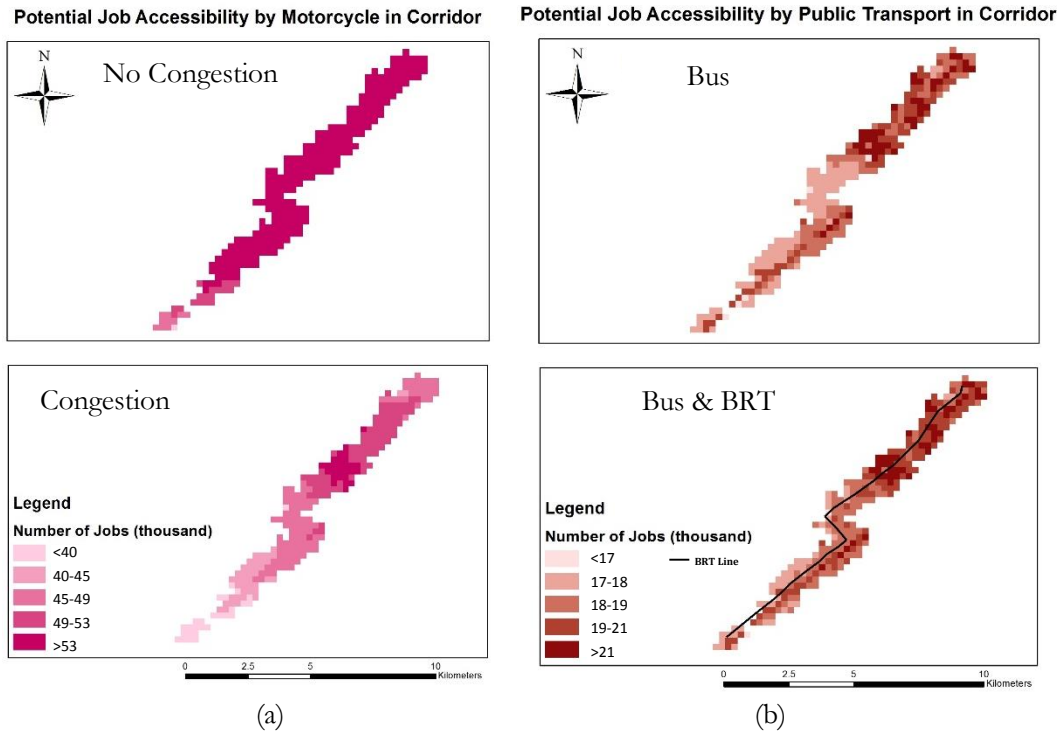 Potential Job Accessibility by Motorcycle in Corridor
N
No Congestion
Congestion
Legend
Number of Jobs (thousand)
<40
40-45
45-49
49-53
>53
0 2.5 5 10
Kilometers
(a)
Potential Job Accessibility by Public Transport in Corridor
N
Bus
Bus & BRT
Legend
Number of Jobs (thousand)
<17
17-18
18-19
19-21
>21
BRT Line
0 2.5 5 10
Kilometers
(b)